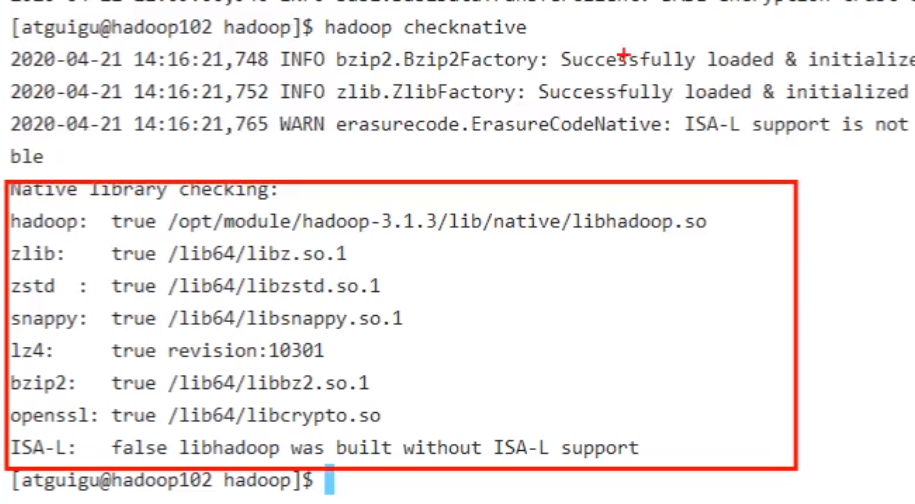 [atguigu@hadoop102 hadoop]$ hadoop checknative
2020-04-21 14:16:21,748 INFO bzip2.Bzip2Factory: Successfully loaded & initialize
2020-04-21 14:16:21,752 INFO zlib.ZlibFactory: Successfully loaded & initialized
2020-04-21 14:16:21,765 WARN erasurecode.ErasureCodeNative: ISA-L support is not
ble
Native library checking:
hadoop:  true /opt/module/hadoop-3.1.3/lib/native/libhadoop.so
zlib:    true /lib64/libz.so.1
zstd  :  true /lib64/libzstd.so.1
snappy:  true /lib64/libsnappy.so.1
lz4:     true revision:10301
bzip2:   true /lib64/libbz2.so.1
openssl: true /lib64/libcrypto.so
ISA-L:   false libhadoop was built without ISA-L support
[atguigu@hadoop102 hadoop]$